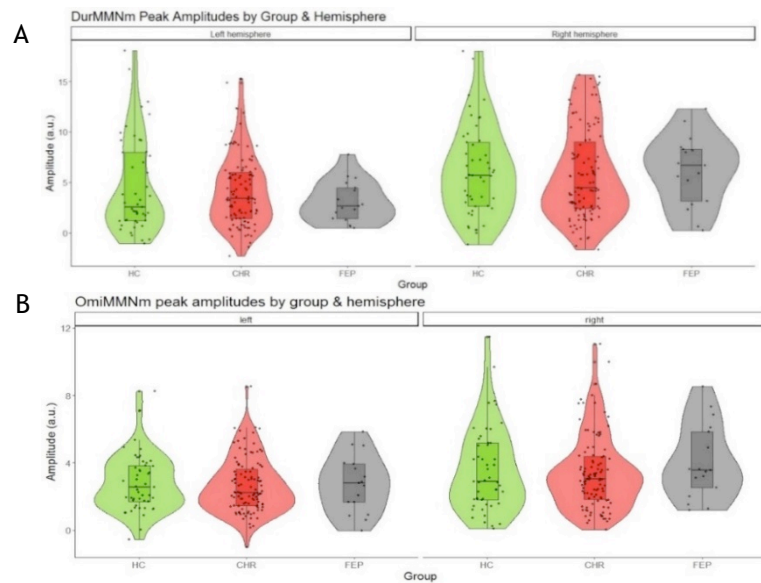 A
DurMMNm Peak Amplitudes by Group & Hemisphere
Left hemisphere Right hemisphere
Amplitude (a.u.)
15
10
5
0
HC CHR FEP HC CHR FEP
Group
B
OmiMMNm peak amplitudes by group & hemisphere
left right
Amplitude (a.u.)
12
8
4
0
HC CHR FEP HC CHR FEP
Group